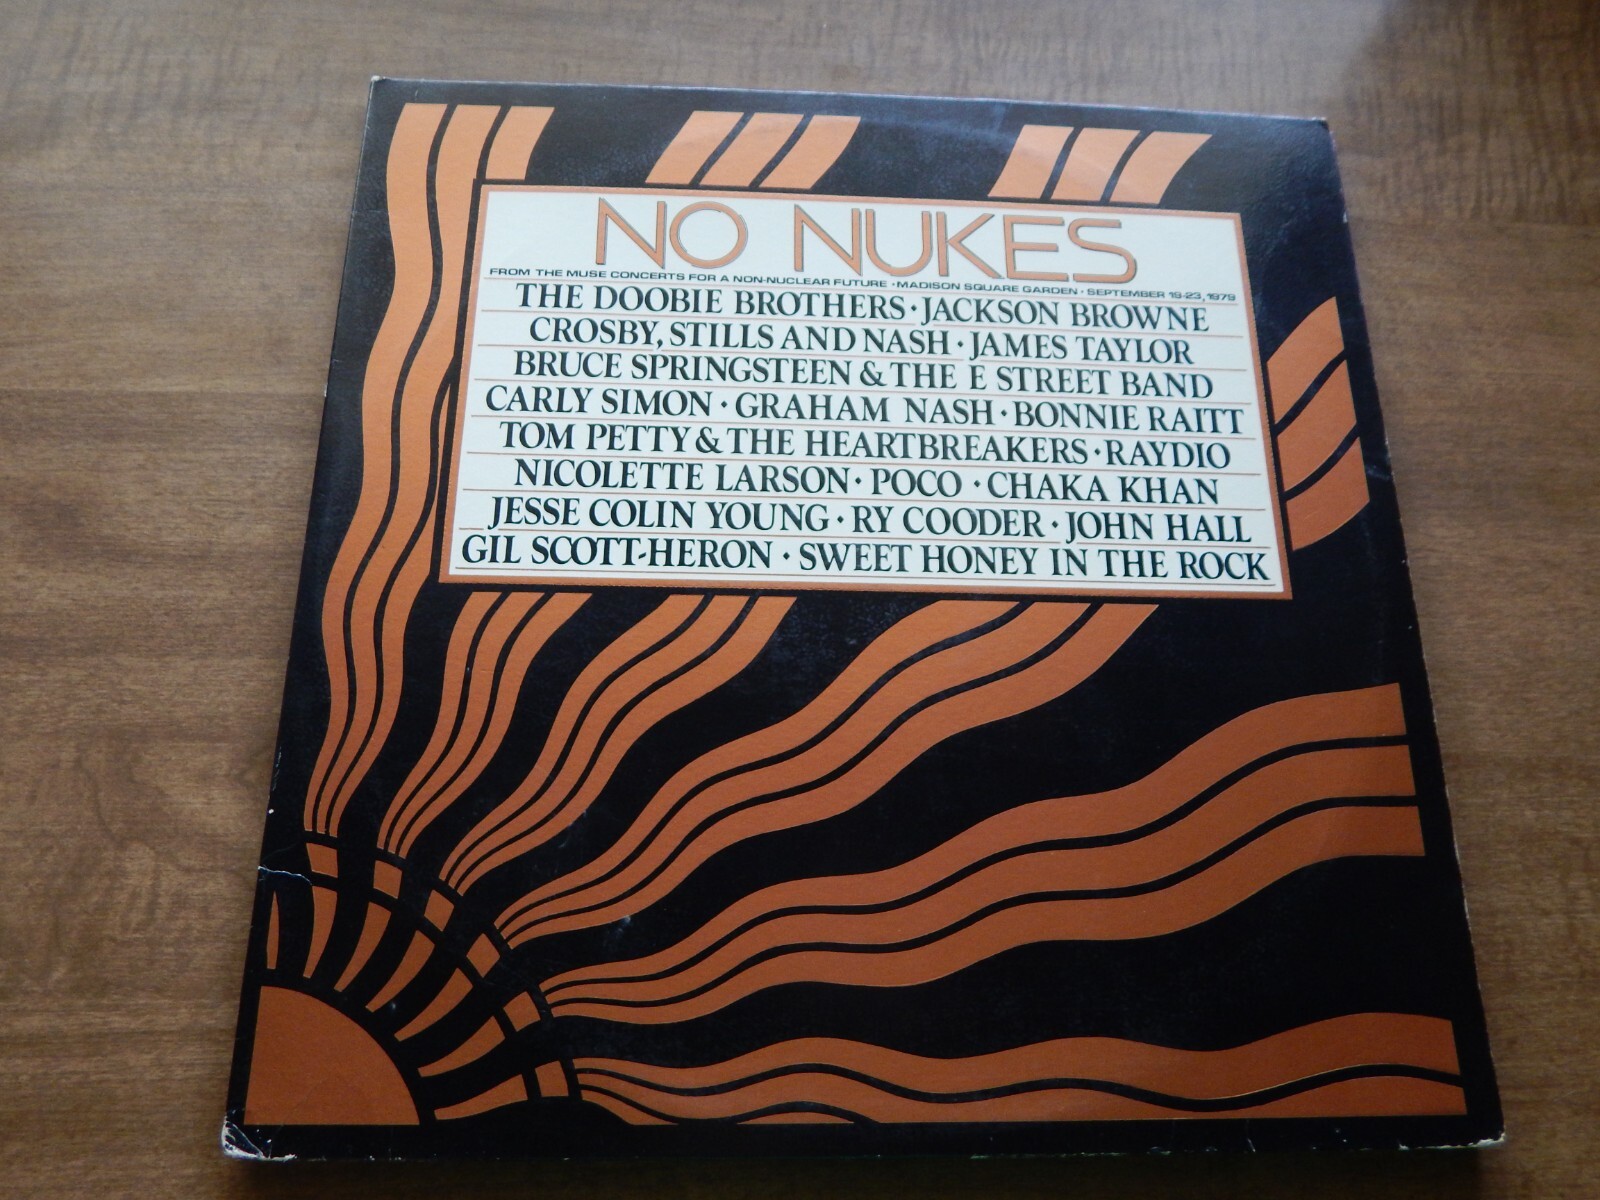 NO NUKES
FROM THE MUSE CONCERTS FOR A NON-NUCLEAR FUTURE · MADISON SQUARE GARDEN · SEPTEMBER 19-23, 1979
THE DOOBIE BROTHERS · JACKSON BROWNE
CROSBY, STILLS AND NASH · JAMES TAYLOR
BRUCE SPRINGSTEEN & THE E STREET BAND
CARLY SIMON · GRAHAM NASH · BONNIE RAITT
TOM PETTY & THE HEARTBREAKERS · RAYDIO
NICOLETTE LARSON · POCO · CHAKA KHAN
JESSE COLIN YOUNG · RY COODER · JOHN HALL
GIL SCOTT-HERON · SWEET HONEY IN THE ROCK